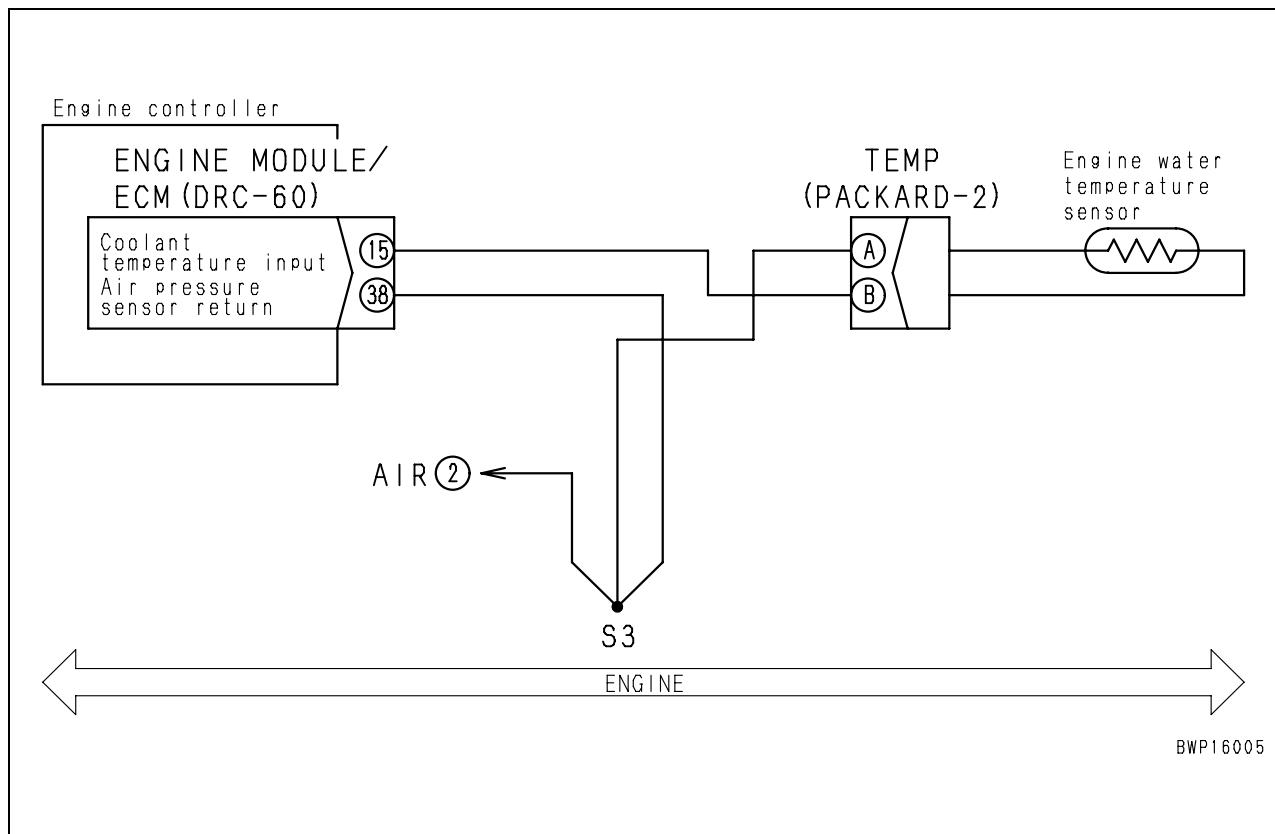 Engine controller
ENGINE MODULE/
ECM(DRC-60)
Coolant
temperature input
Air pressure
sensor return
15
38
TEMP
(PACKARD-2)
A
B
Engine water
temperature
sensor
AIR 2
S3
ENGINE
BWP16005